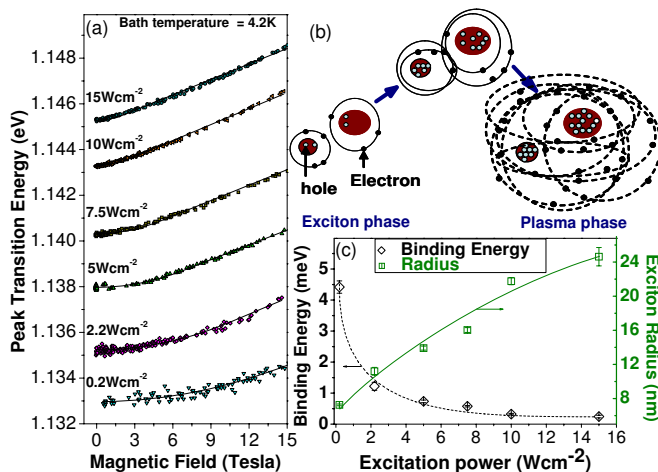 (a)
Bath temperature = 4.2K
Peak Transition Energy (eV)
1.148
1.146
1.144
1.142
1.140
1.138
1.136
1.134
1.132
15Wcm-2
10Wcm-2
7.5Wcm-2
5Wcm-2
2.2Wcm-2
0.2Wcm-2
0 3 6 9 12 15
Magnetic Field (Tesla)
(b)
hole
Electron
Exciton phase
Plasma phase
(c)
Binding Energy
Radius
Binding Energy (meV)
5
4
3
2
1
0
24
20
16
12
8
Exciton Radius (nm)
0 2 4 6 8 10 12 14 16
Excitation power (Wcm-2)